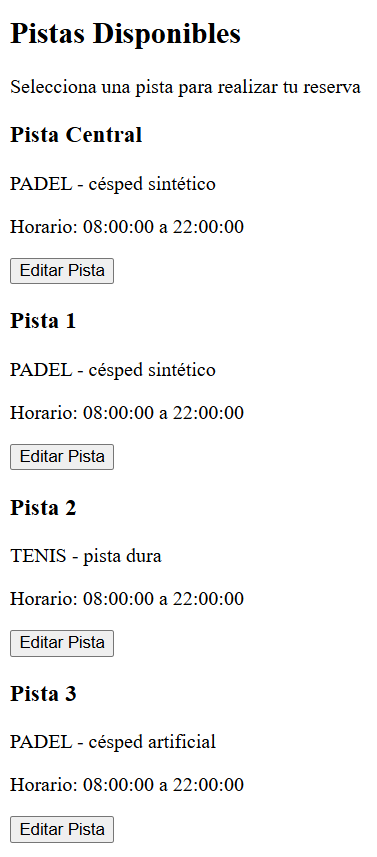 Pistas Disponibles
Selecciona una pista para realizar tu reserva
Pista Central
PADEL - césped sintético
Horario: 08:00:00 a 22:00:00
Editar Pista
Pista 1
PADEL - césped sintético
Horario: 08:00:00 a 22:00:00
Editar Pista
Pista 2
TENIS - pista dura
Horario: 08:00:00 a 22:00:00
Editar Pista
Pista 3
PADEL - césped artificial
Horario: 08:00:00 a 22:00:00
Editar Pista